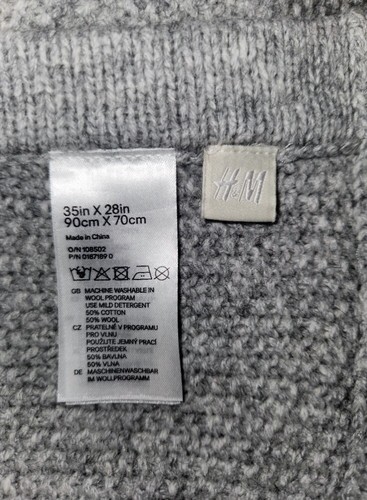 35in X 28in
90cm X 70cm
Made in China
O/N 108502
P/N 0187189 0
GB MACHINE WASHABLE IN
WOOL PROGRAM
USE MILD DETERGENT
50% COTTON
50% WOOL
CZ PRATELNÉ V PROGRAMU
PRO VLNU
POUŽIJTE JEMNÝ PRACÍ
PROSTŘEDEK
50% BAVLNA
50% VLNA
DE MASCHINENWASCHBAR
IM WOLLPROGRAMM
H&M